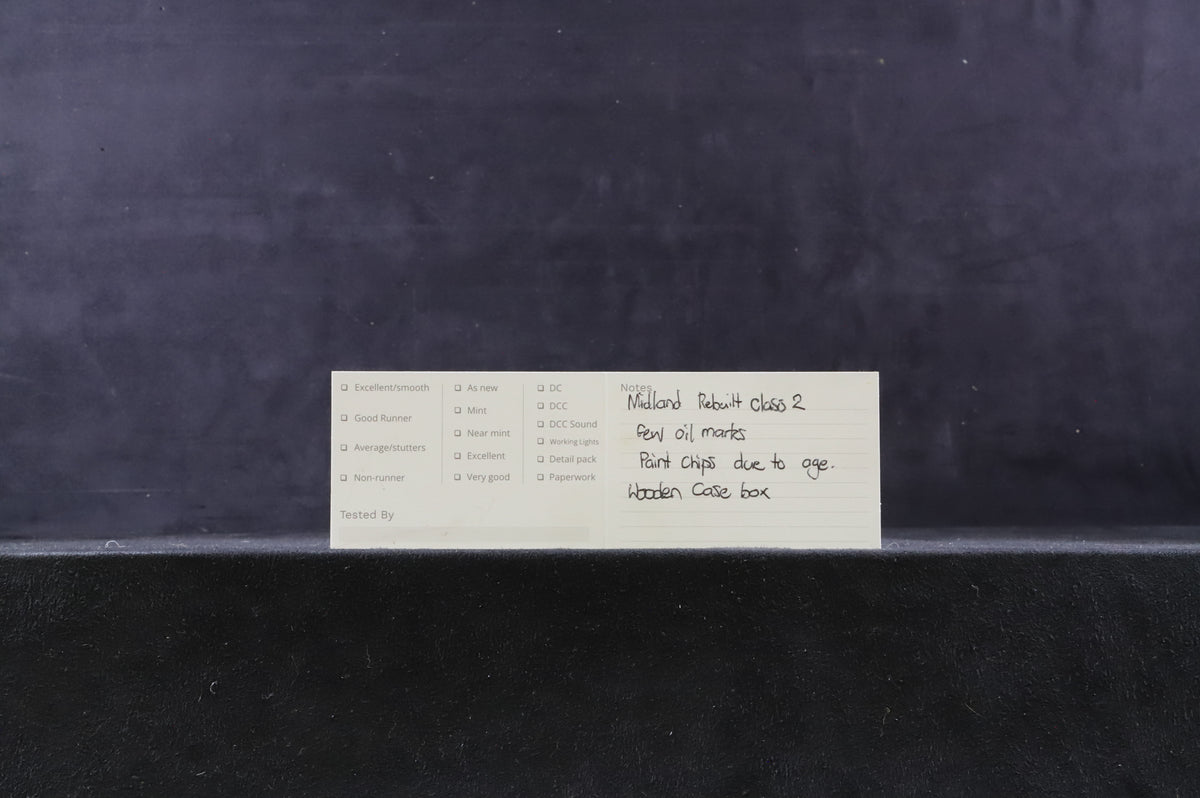 Excellent/smooth
Good Runner
Average/stutters
Non-runner
As new
Mint
Near mint
Excellent
Very good
DC
DCC
DCC Sound
Working Lights
Detail pack
Paperwork
Tested By
Notes
Midland Rebuilt Class 2
few oil marks
Paint chips due to age.
Wooden Case box